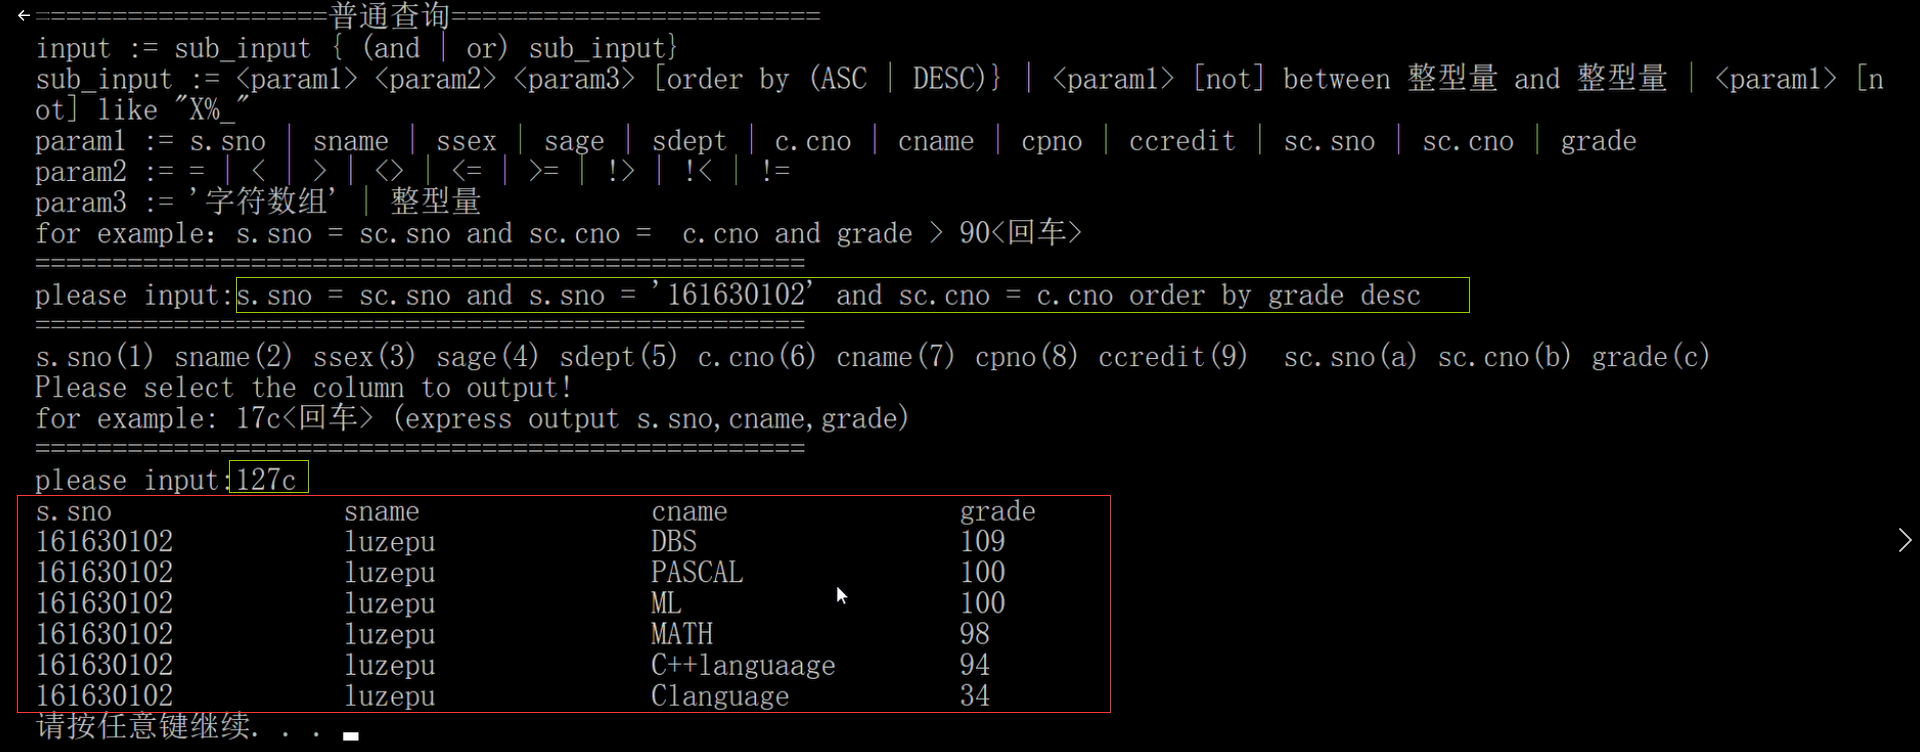 ==================普通查询=======================
input := sub_input { (and | or) sub_input}
sub_input := <param1> <param2> <param3> [order by (ASC | DESC)} | <param1> [not] between 整型量 and 整型量 | <param1> [n
ot] like "X%_"
param1 := s.sno | sname | ssex | sage | sdept | c.cno | cname | cpno | ccredit | sc.sno | sc.cno | grade
param2 := = | < | > | <> | <= | >= | !> | !< | !=
param3 := '字符数组' | 整型量
for example: s.sno = sc.sno and sc.cno =  c.cno and grade > 90<回车>
==================================================
please input:s.sno = sc.sno and s.sno = '161630102' and sc.cno = c.cno order by grade desc
==================================================
s.sno(1) sname(2) ssex(3) sage(4) sdept(5) c.cno(6) cname(7) cpno(8) ccredit(9)  sc.sno(a) sc.cno(b) grade(c)
Please select the column to output!
for example: 17c<回车> (express output s.sno,cname,grade)
==================================================
please input:127c
s.sno sname cname grade
161630102 luzepu DBS 109
161630102 luzepu PASCAL 100
161630102 luzepu ML 100
161630102 luzepu MATH 98
161630102 luzepu C++languaage 94
161630102 luzepu Clanguage 34
请按任意键继续. . .